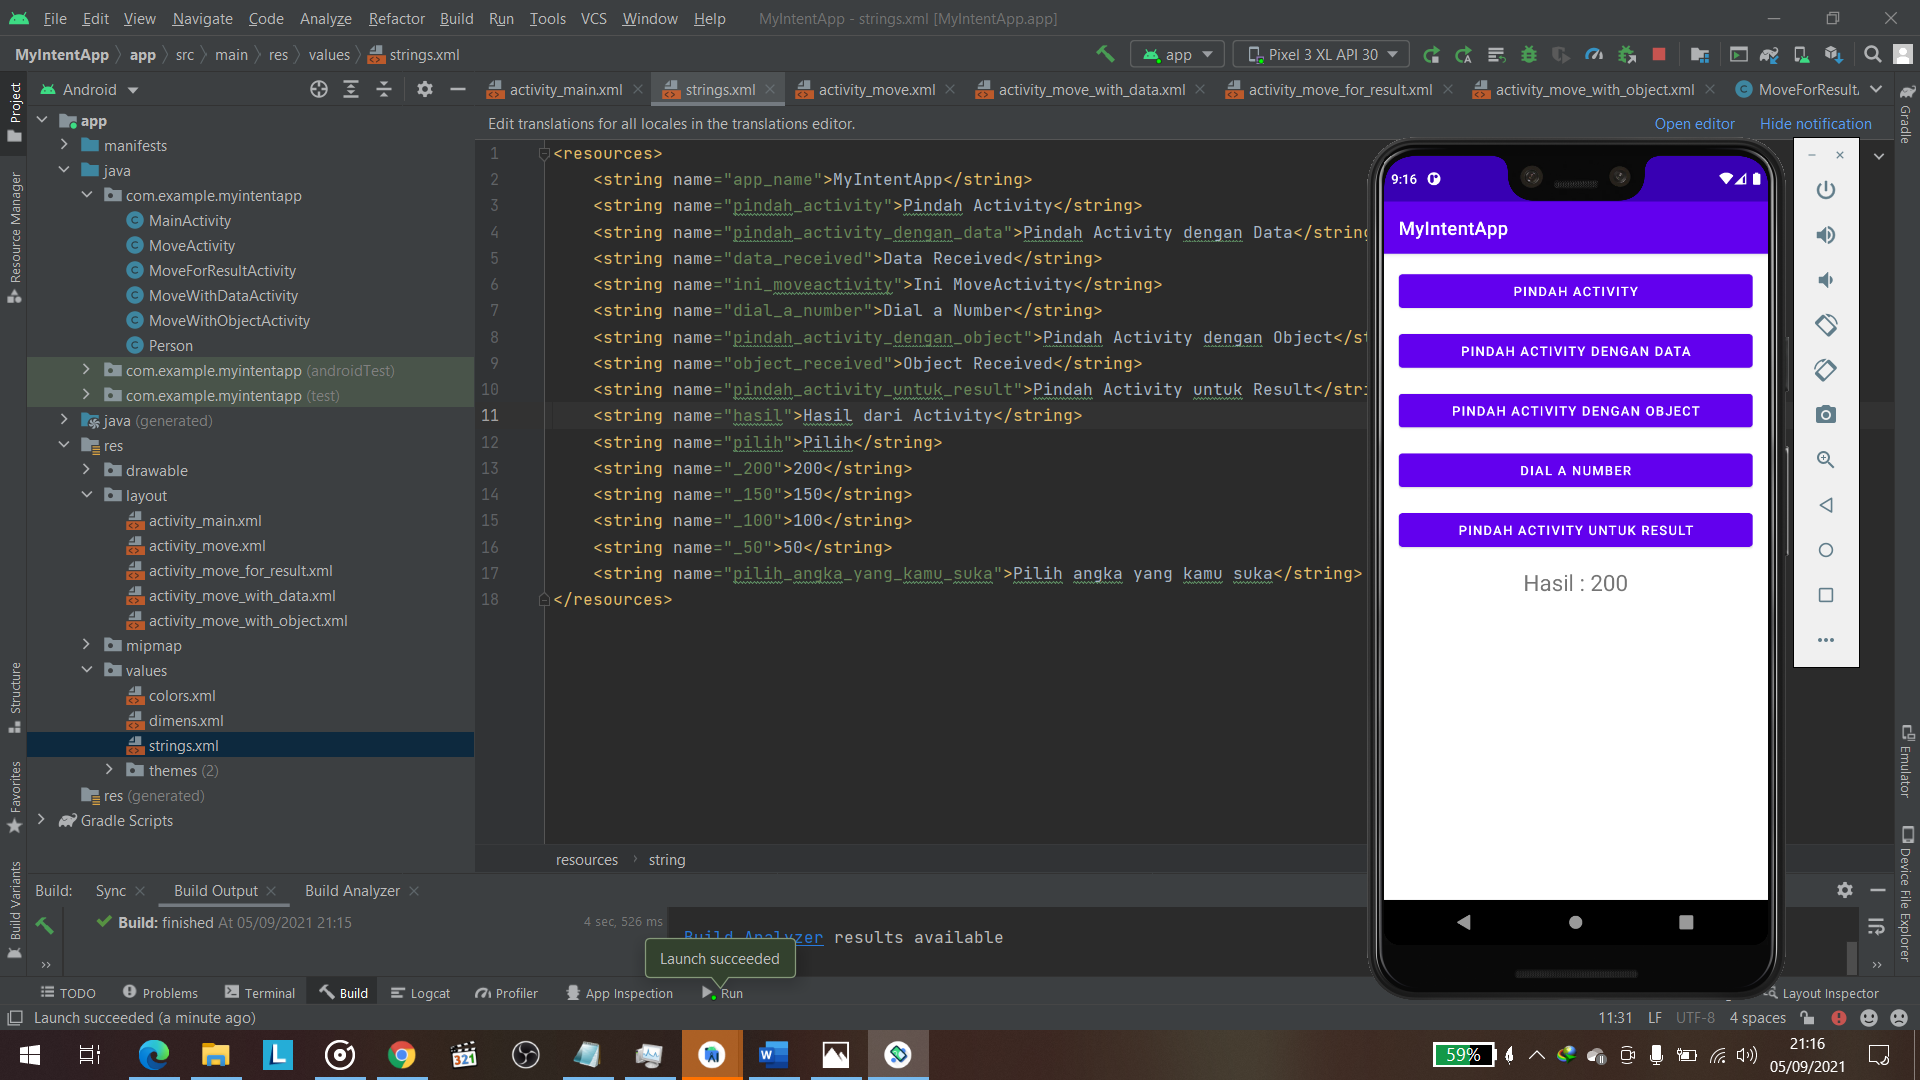 File Edit View Navigate Code Analyze Refactor Build Run Tools VCS Window Help MyIntentApp - strings.xml [MyIntentApp.app]
MyIntentApp app src main res values strings.xml app Pixel 3 XL API 30
Android
activity_main.xml strings.xml activity_move.xml activity_move_with_data.xml activity_move_for_result.xml activity_move_with_object.xml MoveForResult
Edit translations for all locales in the translations editor. Open editor Hide notification
Project
Resource Manager
Structure
Favorites
Build Variants
app
manifests
java
com.example.myintentapp
MainActivity
MoveActivity
MoveForResultActivity
MoveWithDataActivity
MoveWithObjectActivity
Person
com.example.myintentapp (androidTest)
com.example.myintentapp (test)
java (generated)
res
drawable
layout
activity_main.xml
activity_move.xml
activity_move_for_result.xml
activity_move_with_data.xml
activity_move_with_object.xml
mipmap
values
colors.xml
dimens.xml
strings.xml
themes (2)
res (generated)
Gradle Scripts
1 <resources>
2 <string name="app_name">MyIntentApp</string>
3 <string name="pindah_activity">Pindah Activity</string>
4 <string name="pindah_activity_dengan_data">Pindah Activity dengan Data</string
5 <string name="data_received">Data Received</string>
6 <string name="ini_moveactivity">Ini MoveActivity</string>
7 <string name="dial_a_number">Dial a Number</string>
8 <string name="pindah_activity_dengan_object">Pindah Activity dengan Object</st
9 <string name="object_received">Object Received</string>
10 <string name="pindah_activity_untuk_result">Pindah Activity untuk Result</stri
11 <string name="hasil">Hasil dari Activity</string>
12 <string name="pilih">Pilih</string>
13 <string name="_200">200</string>
14 <string name="_150">150</string>
15 <string name="_100">100</string>
16 <string name="_50">50</string>
17 <string name="pilih_angka_yang_kamu_suka">Pilih angka yang kamu suka</string>
18 </resources>
resources string
9:16
MyIntentApp
PINDAH ACTIVITY
PINDAH ACTIVITY DENGAN DATA
PINDAH ACTIVITY DENGAN OBJECT
DIAL A NUMBER
PINDAH ACTIVITY UNTUK RESULT
Hasil : 200
Gradle
Emulator
Device File Explorer
Build: Sync Build Output Build Analyzer
Build: finished At 05/09/2021 21:15 4 sec, 526 ms
Build Analyzer results available
Launch succeeded
TODO Problems Terminal Build Logcat Profiler App Inspection Run Layout Inspector
Launch succeeded (a minute ago) 11:31 LF UTF-8 4 spaces
L 321 W 59% 21:16
05/09/2021